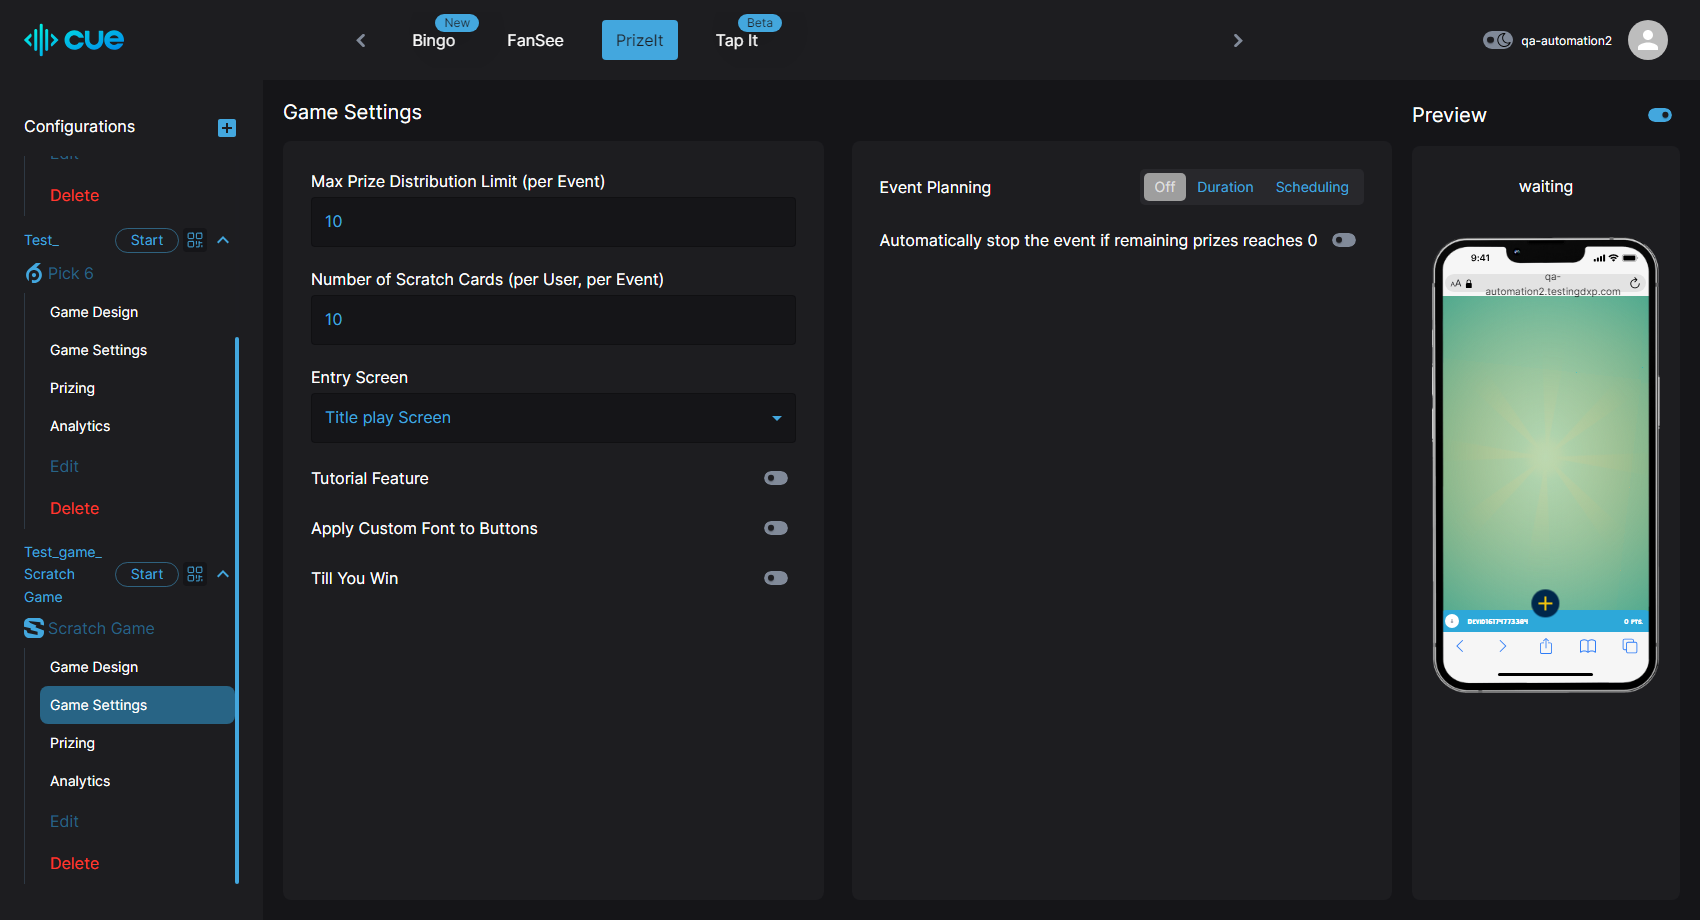 cue
New
Bingo
FanSee
PrizeIt
Beta
Tap It
qa-automation2
Configurations
Delete
Test_
Start
Pick 6
Game Design
Game Settings
Prizing
Analytics
Edit
Delete
Test_game_
Scratch
Game
Start
Scratch Game
Game Design
Game Settings
Prizing
Analytics
Edit
Delete
Game Settings
Max Prize Distribution Limit (per Event)
10
Number of Scratch Cards (per User, per Event)
10
Entry Screen
Title play Screen
Tutorial Feature
Apply Custom Font to Buttons
Till You Win
Event Planning
Off
Duration
Scheduling
Automatically stop the event if remaining prizes reaches 0
Preview
waiting
9:41
AA
qa-
automation2.testingdxp.com
0 PTS.